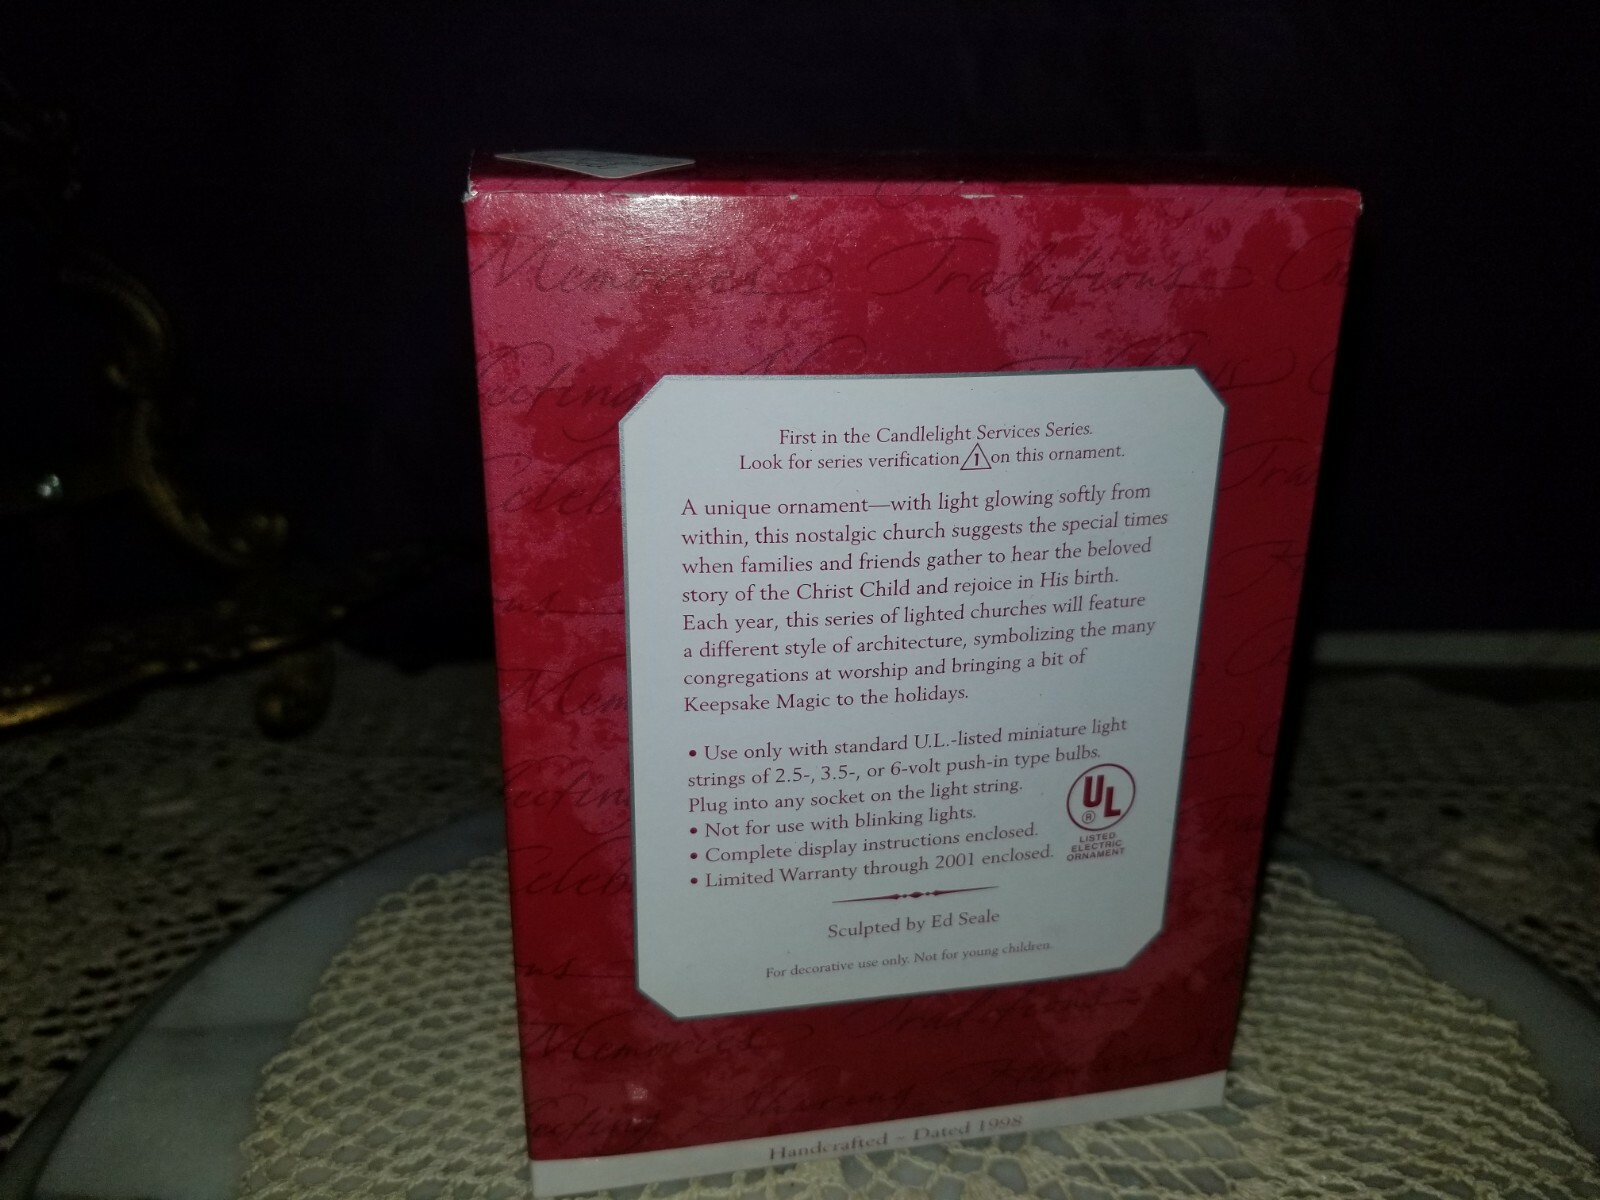 Memories Traditions
First in the Candlelight Services Series.
Look for series verification 1 on this ornament.
A unique ornament—with light glowing softly from
within, this nostalgic church suggests the special times
when families and friends gather to hear the beloved
story of the Christ Child and rejoice in His birth.
Each year, this series of lighted churches will feature
a different style of architecture, symbolizing the many
congregations at worship and bringing a bit of
Keepsake Magic to the holidays.
• Use only with standard U.L.-listed miniature light
strings of 2.5-, 3.5-, or 6-volt push-in type bulbs.
Plug into any socket on the light string.
• Not for use with blinking lights.
• Complete display instructions enclosed.
• Limited Warranty through 2001 enclosed.
UL ®
LISTED
ELECTRIC
ORNAMENT
Sculpted by Ed Seale
For decorative use only. Not for young children.
Memories Traditions
Sharing
Handcrafted – Dated 1998